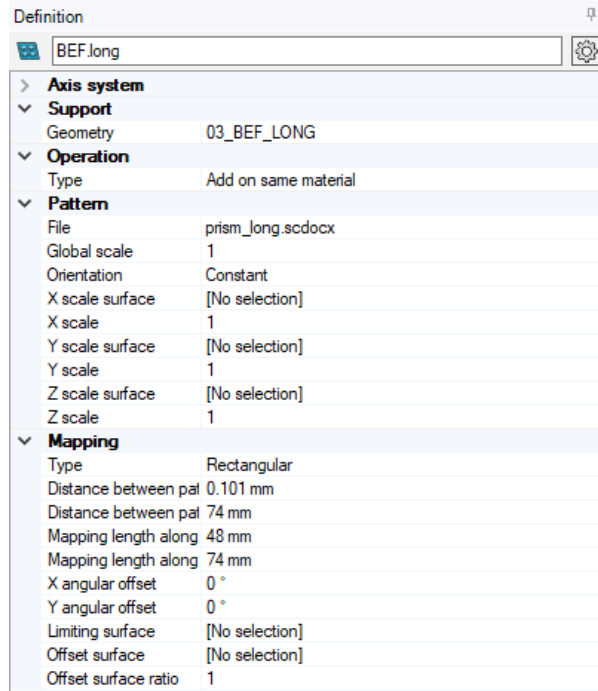 Definition
BEF.long
Axis system
Support
Geometry 03_BEF_LONG
Operation
Type Add on same material
Pattern
File prism_long.scdocx
Global scale 1
Orientation Constant
X scale surface [No selection]
X scale 1
Y scale surface [No selection]
Y scale 1
Z scale surface [No selection]
Z scale 1
Mapping
Type Rectangular
Distance between pat 0.101 mm
Distance between pat 74 mm
Mapping length along 48 mm
Mapping length along 74 mm
X angular offset 0 °
Y angular offset 0 °
Limiting surface [No selection]
Offset surface [No selection]
Offset surface ratio 1